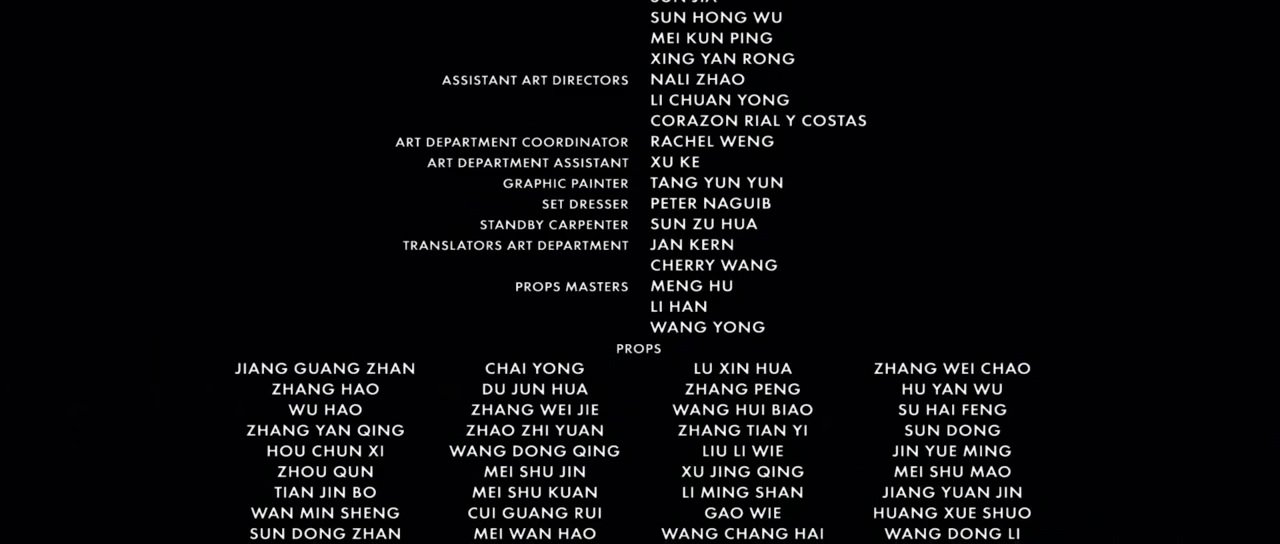 SUN JIA
SUN HONG WU
MEI KUN PING
XING YAN RONG
ASSISTANT ART DIRECTORS NALI ZHAO
LI CHUAN YONG
CORAZON RIAL Y COSTAS
ART DEPARTMENT COORDINATOR RACHEL WENG
ART DEPARTMENT ASSISTANT XU KE
GRAPHIC PAINTER TANG YUN YUN
SET DRESSER PETER NAGUIB
STANDBY CARPENTER SUN ZU HUA
TRANSLATORS ART DEPARTMENT JAN KERN
CHERRY WANG
PROPS MASTERS MENG HU
LI HAN
WANG YONG
PROPS
JIANG GUANG ZHAN CHAI YONG LU XIN HUA ZHANG WEI CHAO
ZHANG HAO DU JUN HUA ZHANG PENG HU YAN WU
WU HAO ZHANG WEI JIE WANG HUI BIAO SU HAI FENG
ZHANG YAN QING ZHAO ZHI YUAN ZHANG TIAN YI SUN DONG
HOU CHUN XI WANG DONG QING LIU LI WIE JIN YUE MING
ZHOU QUN MEI SHU JIN XU JING QING MEI SHU MAO
TIAN JIN BO MEI SHU KUAN LI MING SHAN JIANG YUAN JIN
WAN MIN SHENG CUI GUANG RUI GAO WIE HUANG XUE SHUO
SUN DONG ZHAN MEI WAN HAO WANG CHANG HAI WANG DONG LI